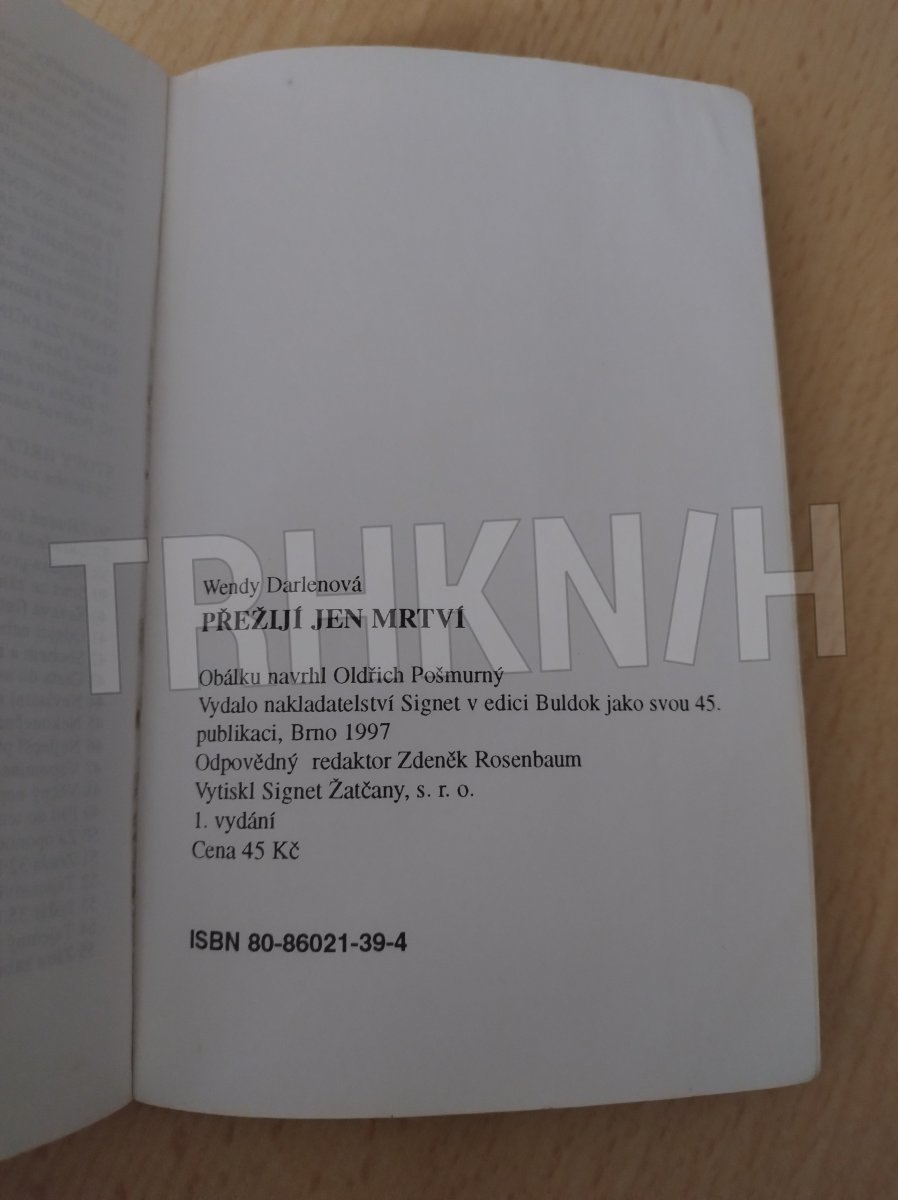 TRHKN/H
Wendy Darlenová
PŘEŽIJÍ JEN MRTVÍ
Obálku navrhl Oldřich Pošmurný
Vydalo nakladatelství Signet v edici Buldok jako svou 45.
publikaci, Brno 1997
Odpovědný redaktor Zdeněk Rosenbaum
Vytiskl Signet Žatčany, s. r. o.
1. vydání
Cena 45 Kč
ISBN 80-86021-39-4